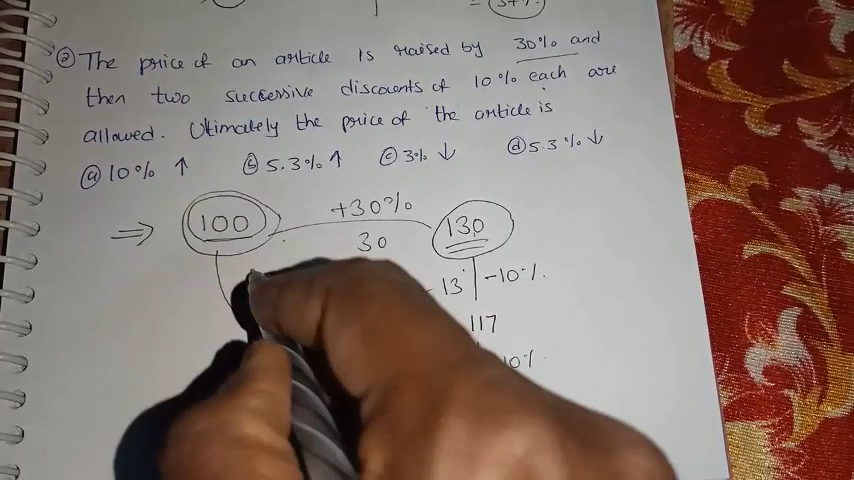 = 34%
② The price of an article is raised by 30% and
then two successive discounts of 10% each are
allowed. Ultimately the price of the article is
ⓐ 10% ↑ ⓑ 5.3% ↑ ⓒ 3% ↓ ⓓ 5.3% ↓
⇒ 100 +30% 130
30
- 13 -10%.
117
10%